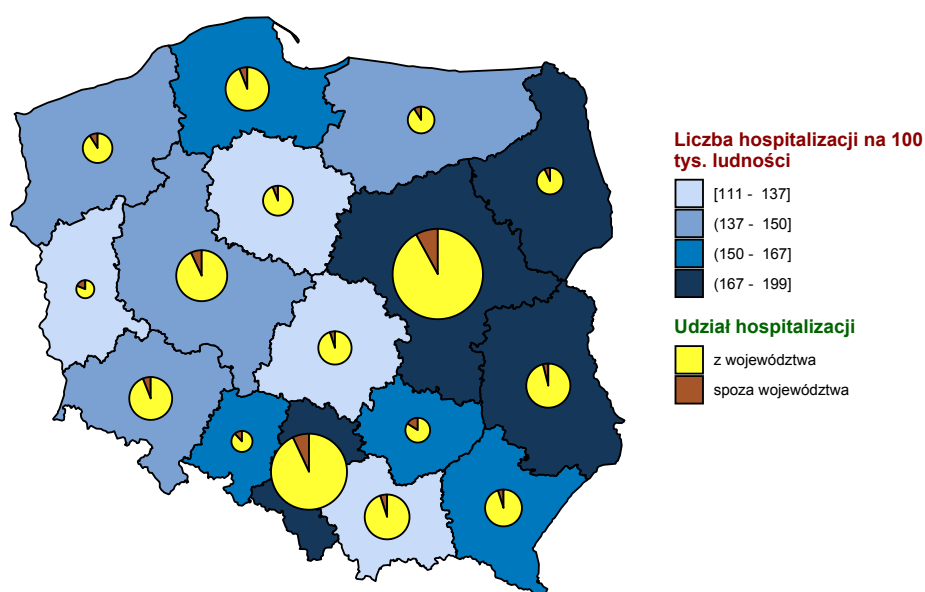 Liczba hospitalizacji na 100
tys. ludności
[111 - 137]
(137 - 150]
(150 - 167]
(167 - 199]
Udział hospitalizacji
z województwa
spoza województwa